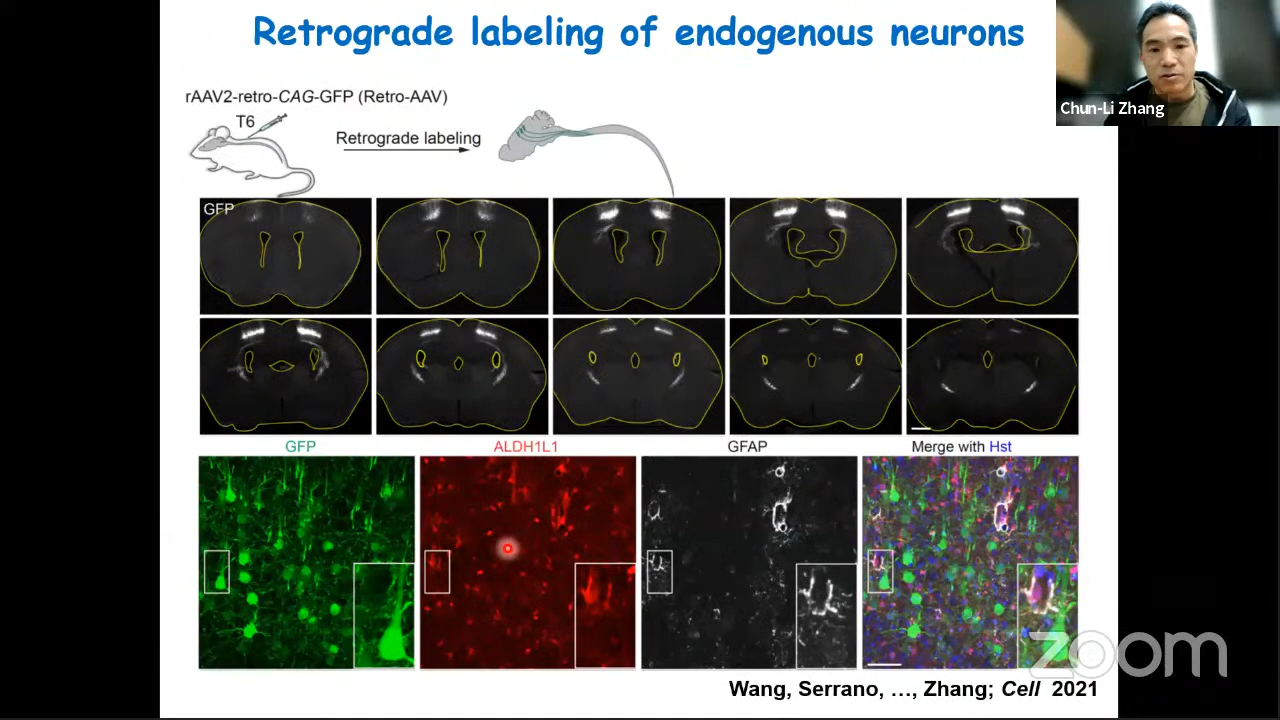 Retrograde labeling of endogenous neurons
Chun-Li Zhang
rAAV2-retro-CAG-GFP (Retro-AAV)
T6
Retrograde labeling
GFP
GFP
ALDH1L1
GFAP
Merge with Hst
zoom
Wang, Serrano, ..., Zhang; Cell 2021